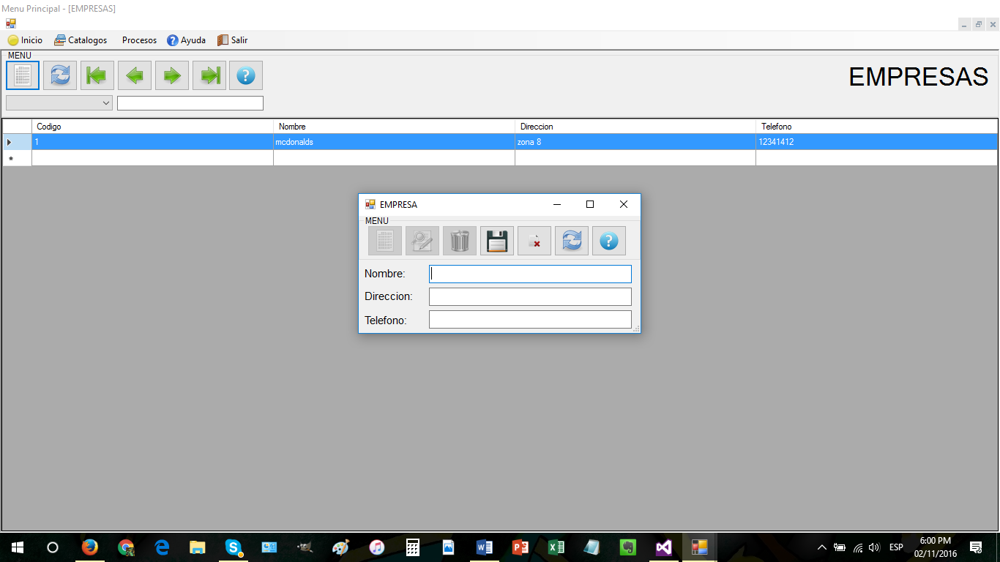 Menu Principal - [EMPRESAS]
Inicio Catalogos Procesos Ayuda Salir
MENU
EMPRESAS
Codigo Nombre Direccion Telefono
1 mcdonalds zona 8 12341412
EMPRESA
MENU
Nombre:
Direccion:
Telefono:
ESP
6:00 PM
02/11/2016